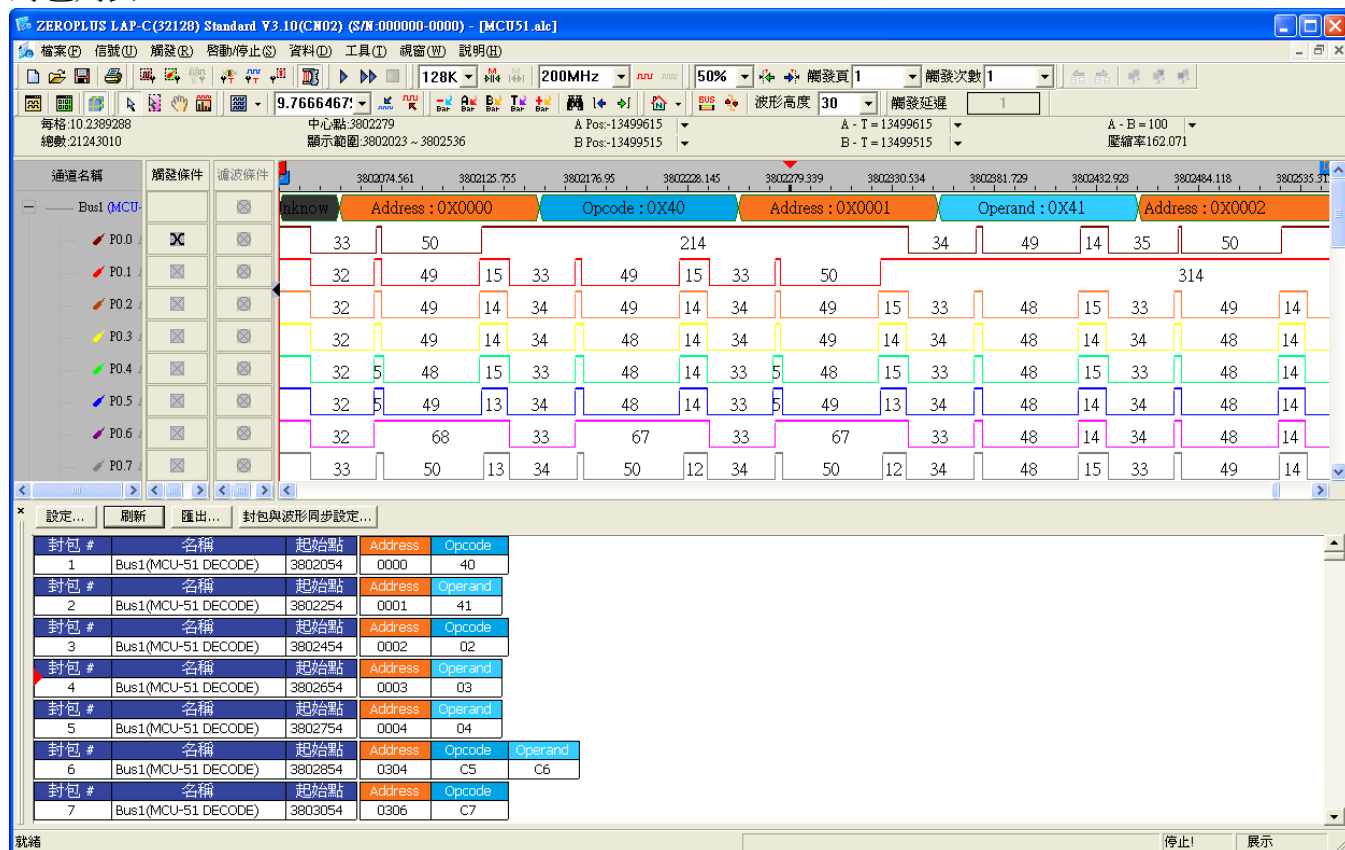 ZEROPLUS LAP-C(32128) Standard V3.10(CN02) (S/N:000000-0000) - [MCU51.alc]
檔案(F) 信號(U) 觸發(R) 啓動/停止(S) 資料(D) 工具(T) 視窗(W) 說明(H)
128K 200MHz 50% 觸發頁 1 觸發次數 1
9.7666467: Bar Bar Bar Bar Bar BUS 波形高度 30 觸發延遲 1
每格:10.2389288 中心點:3802279 A Pos:-13499615 A - T = 13499615 A - B = 100
總數:21243010 顯示範圍:3802023 ~ 3802536 B Pos:-13499515 B - T = 13499515 壓縮率162.071
通道名稱 觸發條件 濾波條件 3802074.561 3802125.755 3802176.95 3802228.145 3802279.339 3802330.534 3802381.729 3802432.923 3802484.118 3802535.31
Bus1 (MCU- nknow Address : 0X0000 Opcode : 0X40 Address : 0X0001 Operand : 0X41 Address : 0X0002
P0.0 33 50 214 34 49 14 35 50
P0.1 32 49 15 33 49 15 33 50 314
P0.2 32 49 14 34 49 14 34 49 15 33 48 15 33 49 14
P0.3 32 49 14 34 48 14 34 49 14 34 48 14 34 48 14
P0.4 32 5 48 15 33 48 14 33 5 48 15 33 48 15 33 48 14
P0.5 32 5 49 13 34 48 14 33 5 49 13 34 48 14 34 48 14
P0.6 32 68 33 67 33 67 33 48 14 34 48 14
P0.7 33 50 13 34 50 12 34 50 12 34 48 15 33 49 14
設定... 刷新 匯出... 封包與波形同步設定...
封包 # 名稱 起始點 Address Opcode
1 Bus1(MCU-51 DECODE) 3802054 0000 40
封包 # 名稱 起始點 Address Operand
2 Bus1(MCU-51 DECODE) 3802254 0001 41
封包 # 名稱 起始點 Address Opcode
3 Bus1(MCU-51 DECODE) 3802454 0002 02
封包 # 名稱 起始點 Address Operand
4 Bus1(MCU-51 DECODE) 3802654 0003 03
封包 # 名稱 起始點 Address Operand
5 Bus1(MCU-51 DECODE) 3802754 0004 04
封包 # 名稱 起始點 Address Opcode Operand
6 Bus1(MCU-51 DECODE) 3802854 0304 C5 C6
封包 # 名稱 起始點 Address Opcode
7 Bus1(MCU-51 DECODE) 3803054 0306 C7
就緒 停止! 展示